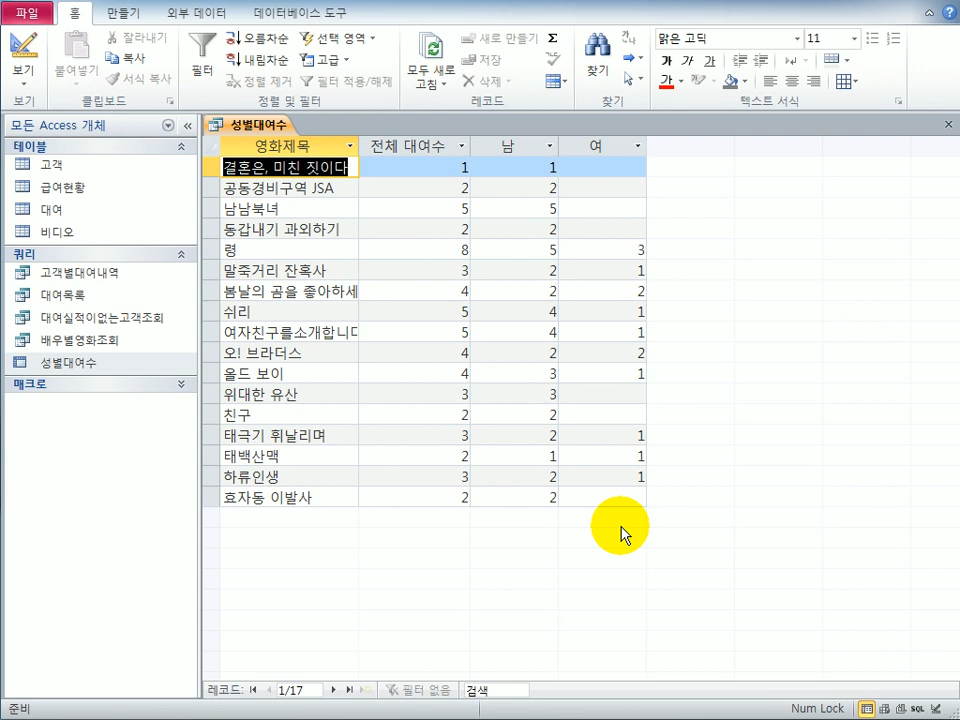 파일 홈 만들기 외부 데이터 데이터베이스 도구
보기
보기
붙여넣기
잘라내기
복사
서식 복사
클립보드
필터
오름차순
내림차순
정렬 제거
선택 영역
고급
필터 적용/해제
정렬 및 필터
모두 새로
고침
새로 만들기
저장
삭제
레코드
찾기
찾기
맑은 고딕 11
가 가 가
가
텍스트 서식
모든 Access 개체
테이블
고객
급여현황
대여
비디오
쿼리
고객별대여내역
대여목록
대여실적이없는고객조회
배우별영화조회
성별대여수
매크로
성별대여수
영화제목 전체 대여수 남 여
결혼은, 미친 짓이다 1 1
공동경비구역 JSA 2 2
남남북녀 5 5
동갑내기 과외하기 2 2
령 8 5 3
말죽거리 잔혹사 3 2 1
봄날의 곰을 좋아하세 4 2 2
쉬리 5 4 1
여자친구를소개합니다 5 4 1
오! 브라더스 4 2 2
올드 보이 4 3 1
위대한 유산 3 3
친구 2 2
태극기 휘날리며 3 2 1
태백산맥 2 1 1
하류인생 3 2 1
효자동 이발사 2 2
레코드: 1/17 필터 없음 검색
준비 Num Lock SQL